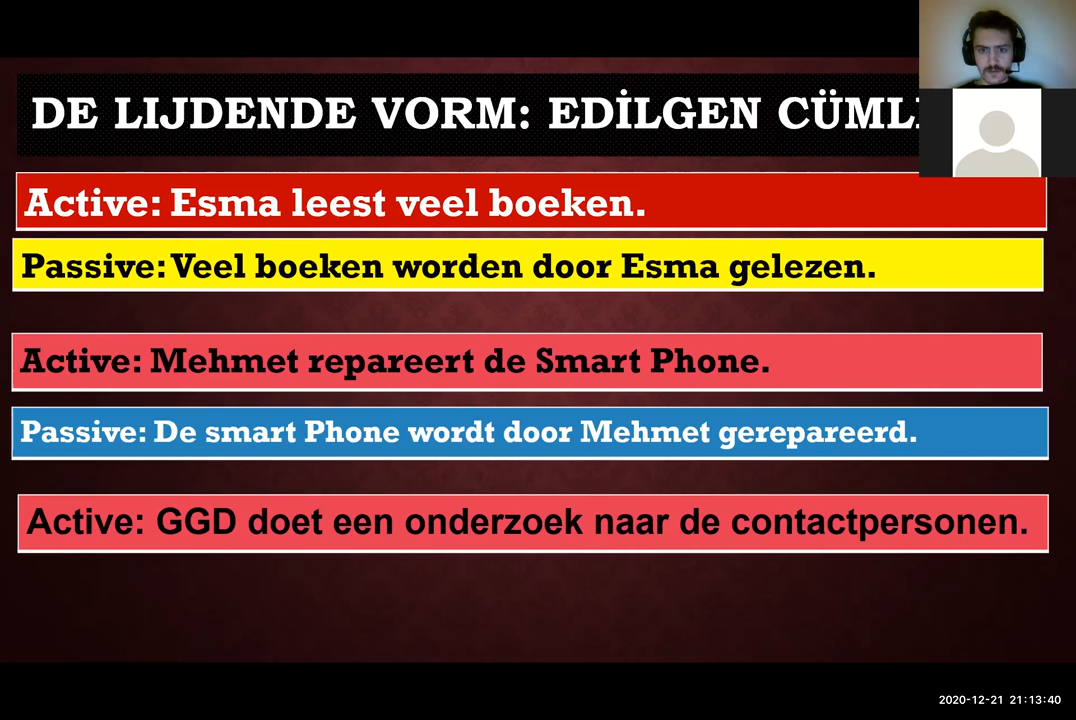 DE LIJDENDE VORM: EDİLGEN
Active: Esma leest veel boeken.
Passive: Veel boeken worden door Esma gelezen.
Active: Mehmet repareert de Smart Phone.
Passive: De smart Phone wordt door Mehmet gerepareerd.
Active: GGD doet een onderzoek naar de contactpersonen.
2020-12-21 21:13:40